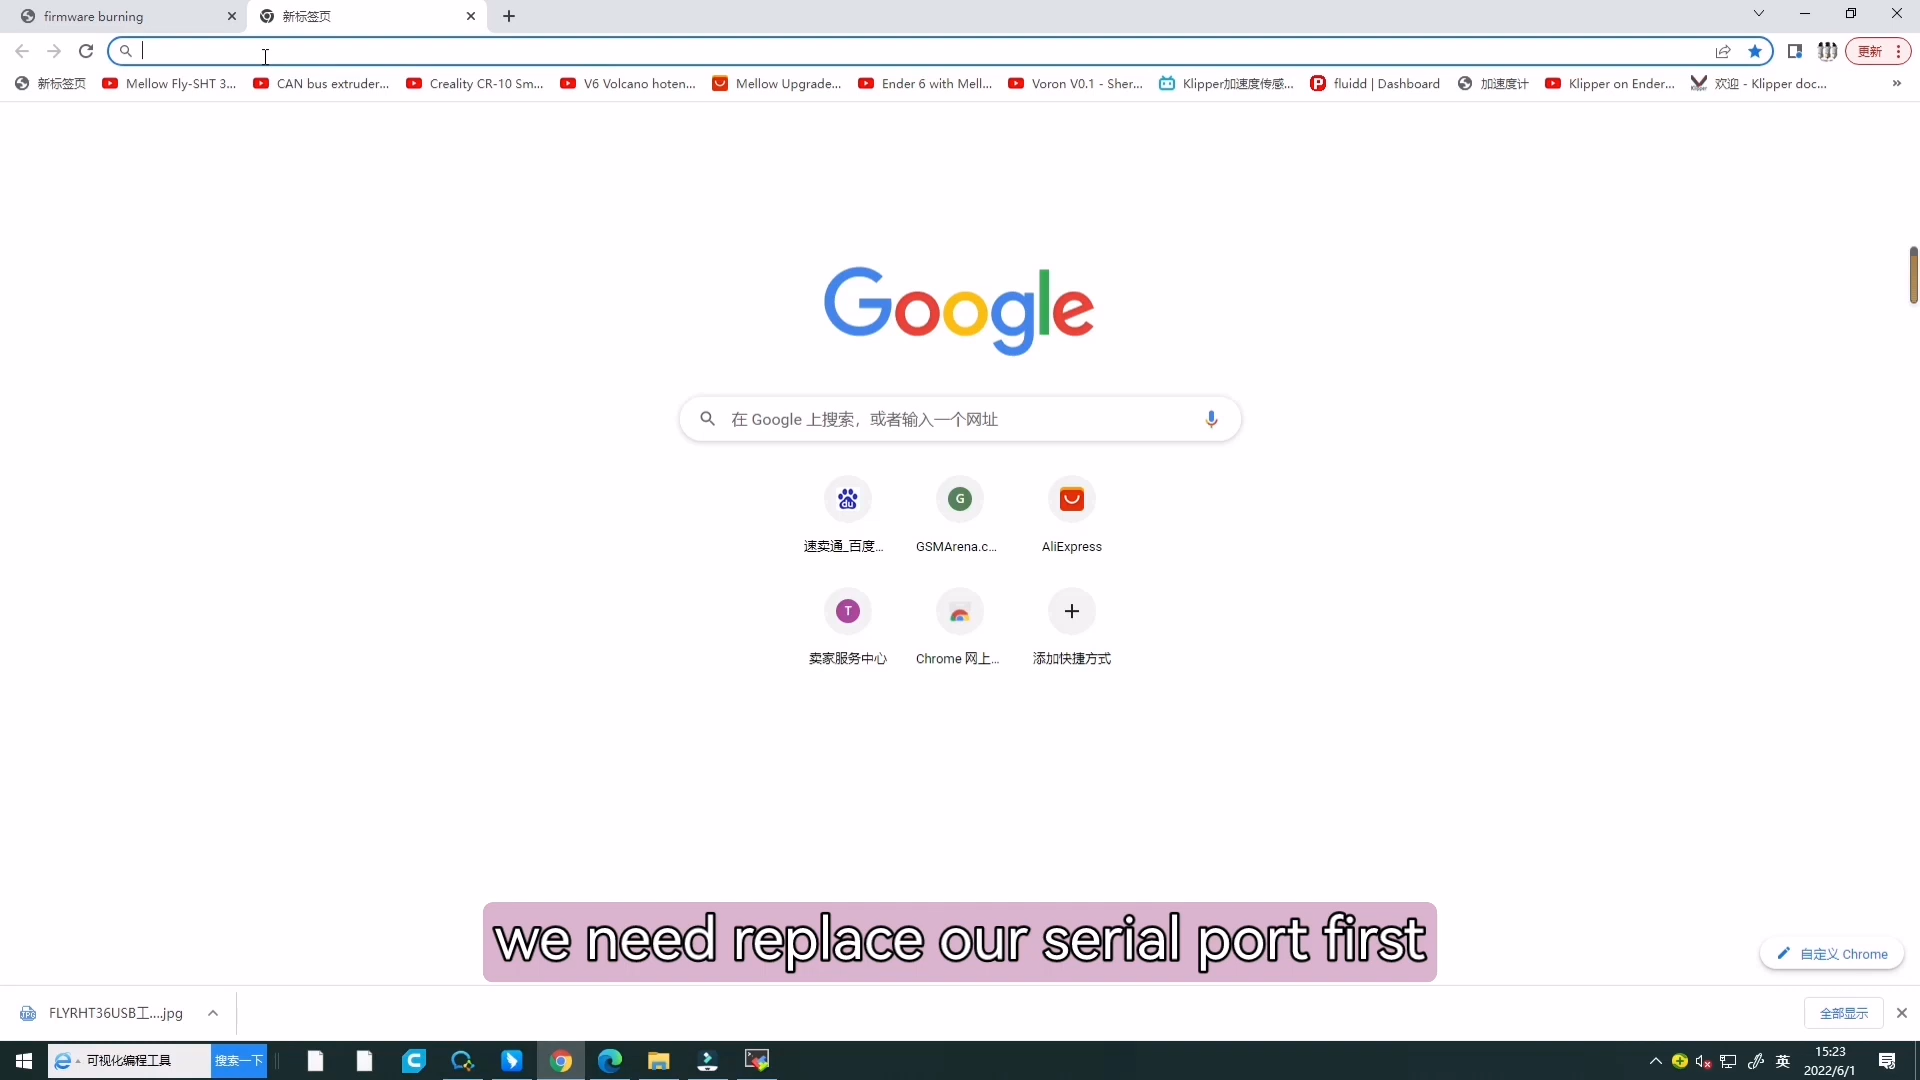 firmware burning
新标签页
新标签页
Mellow Fly-SHT 3...
CAN bus extruder...
Creality CR-10 Sm...
V6 Volcano hoten...
Mellow Upgrade...
Ender 6 with Mell...
Voron V0.1 - Sher...
Klipper加速度传感...
fluidd | Dashboard
加速度计
Klipper on Ender...
欢迎 - Klipper doc...
更新
Google
在 Google 上搜索，或者输入一个网址
速卖通_百度...
GSMArena.c...
AliExpress
卖家服务中心
Chrome 网上...
添加快捷方式
we need replace our serial port first
自定义 Chrome
FLYRHT36USB工....jpg
全部显示
可视化编程工具
搜索一下
英
15:23
2022/6/1